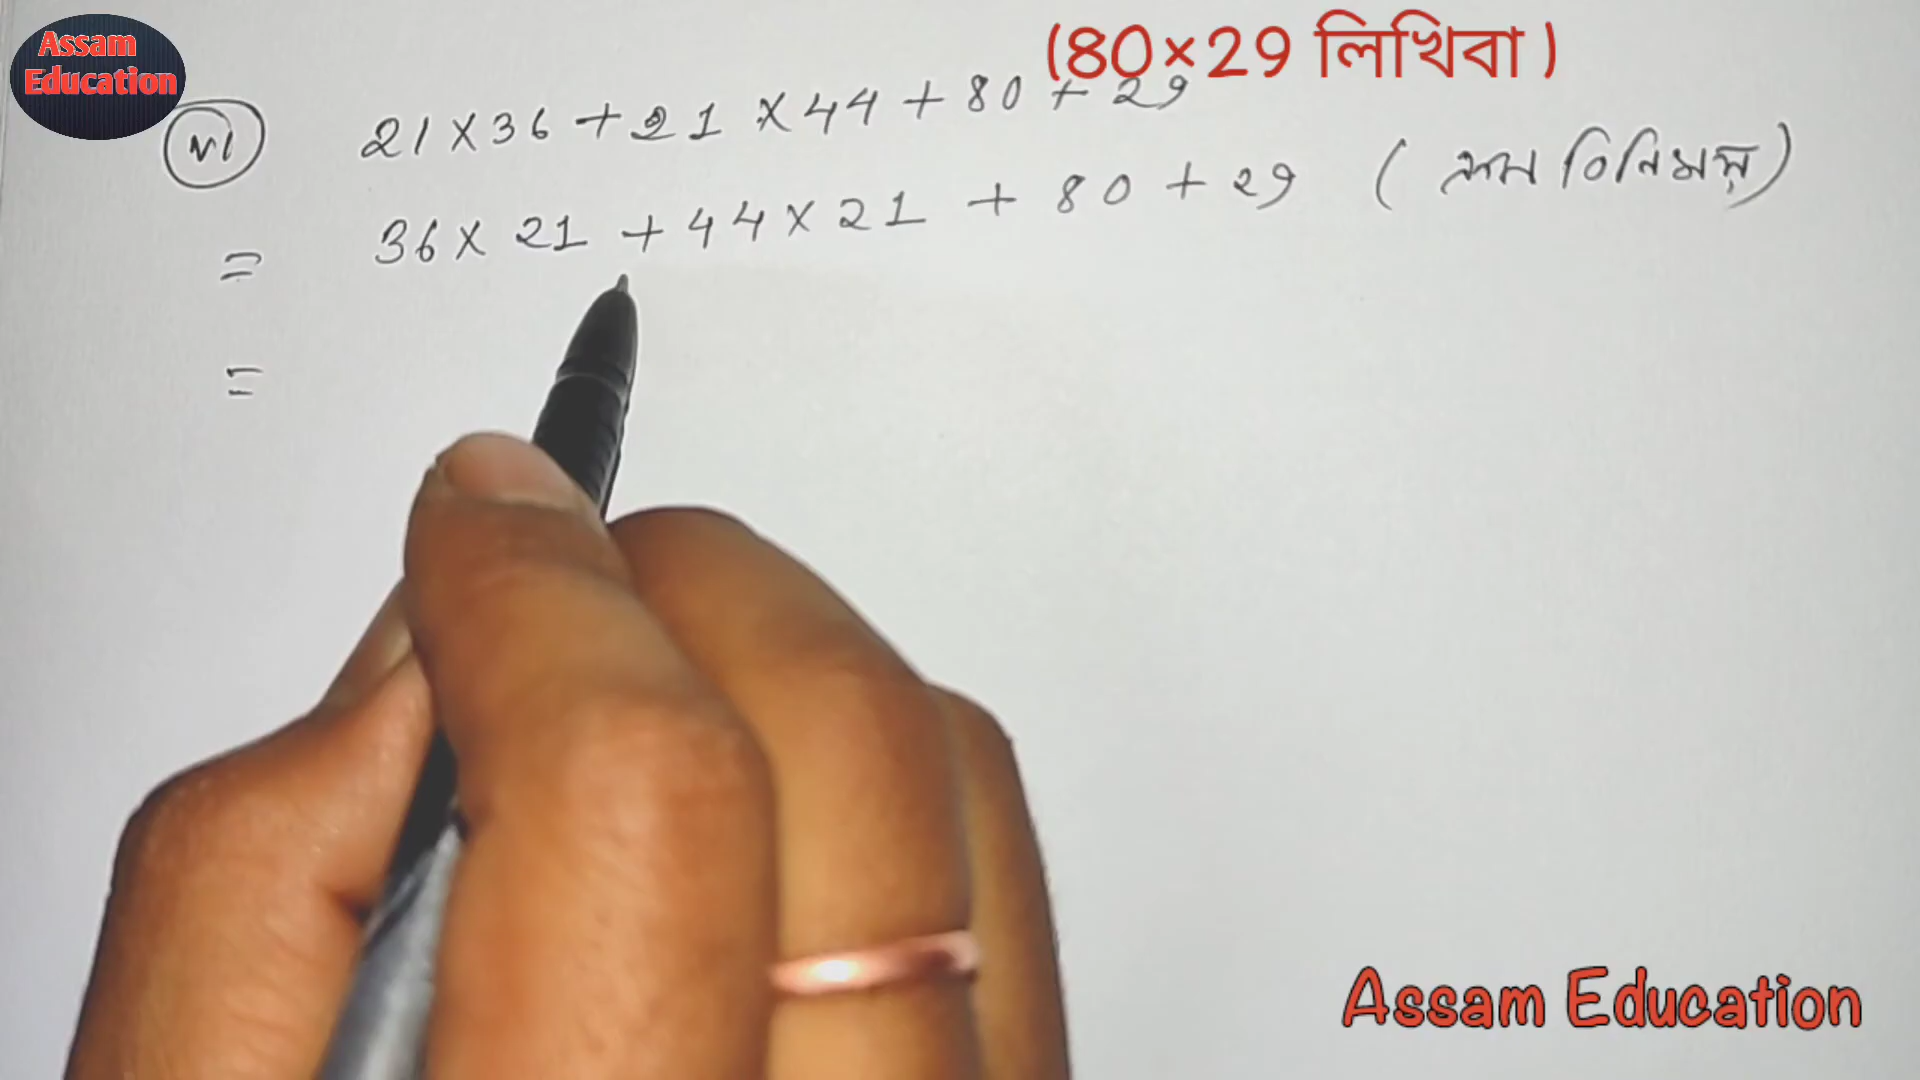 Assam
Education
(80×29 লিখিবা)
vi 21 × 36 + 21 × 44 + 80 + 29
= 36 × 21 + 44 × 21 + 80 + 29 ( বিনিময়)
=
Assam Education